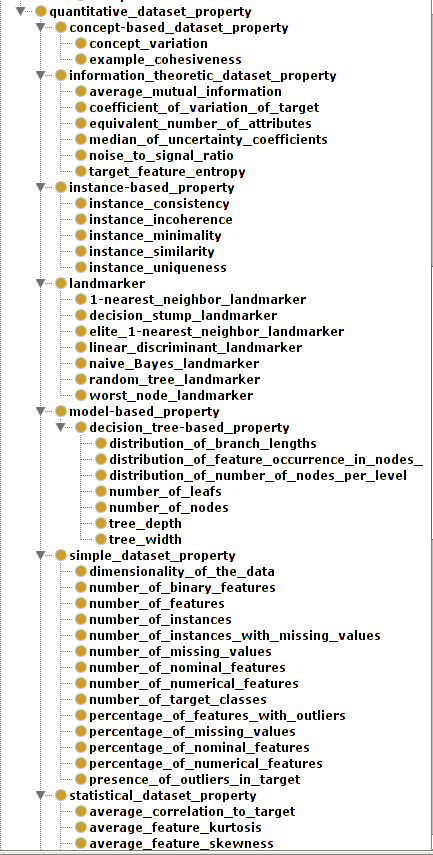 quantitative_dataset_property
concept-based_dataset_property
concept_variation
example_cohesiveness
information_theoretic_dataset_property
average_mutual_information
coefficient_of_variation_of_target
equivalent_number_of_attributes
median_of_uncertainty_coefficients
noise_to_signal_ratio
target_feature_entropy
instance-based_property
instance_consistency
instance_incoherence
instance_minimality
instance_similarity
instance_uniqueness
landmarker
1-nearest_neighbor_landmarker
decision_stump_landmarker
elite_1-nearest_neighbor_landmarker
linear_discriminant_landmarker
naive_Bayes_landmarker
random_tree_landmarker
worst_node_landmarker
model-based_property
decision_tree-based_property
distribution_of_branch_lengths
distribution_of_feature_occurrence_in_nodes_
distribution_of_number_of_nodes_per_level
number_of_leafs
number_of_nodes
tree_depth
tree_width
simple_dataset_property
dimensionality_of_the_data
number_of_binary_features
number_of_features
number_of_instances
number_of_instances_with_missing_values
number_of_missing_values
number_of_nominal_features
number_of_numerical_features
number_of_target_classes
percentage_of_features_with_outliers
percentage_of_missing_values
percentage_of_nominal_features
percentage_of_numerical_features
presence_of_outliers_in_target
statistical_dataset_property
average_correlation_to_target
average_feature_kurtosis
average_feature_skewness